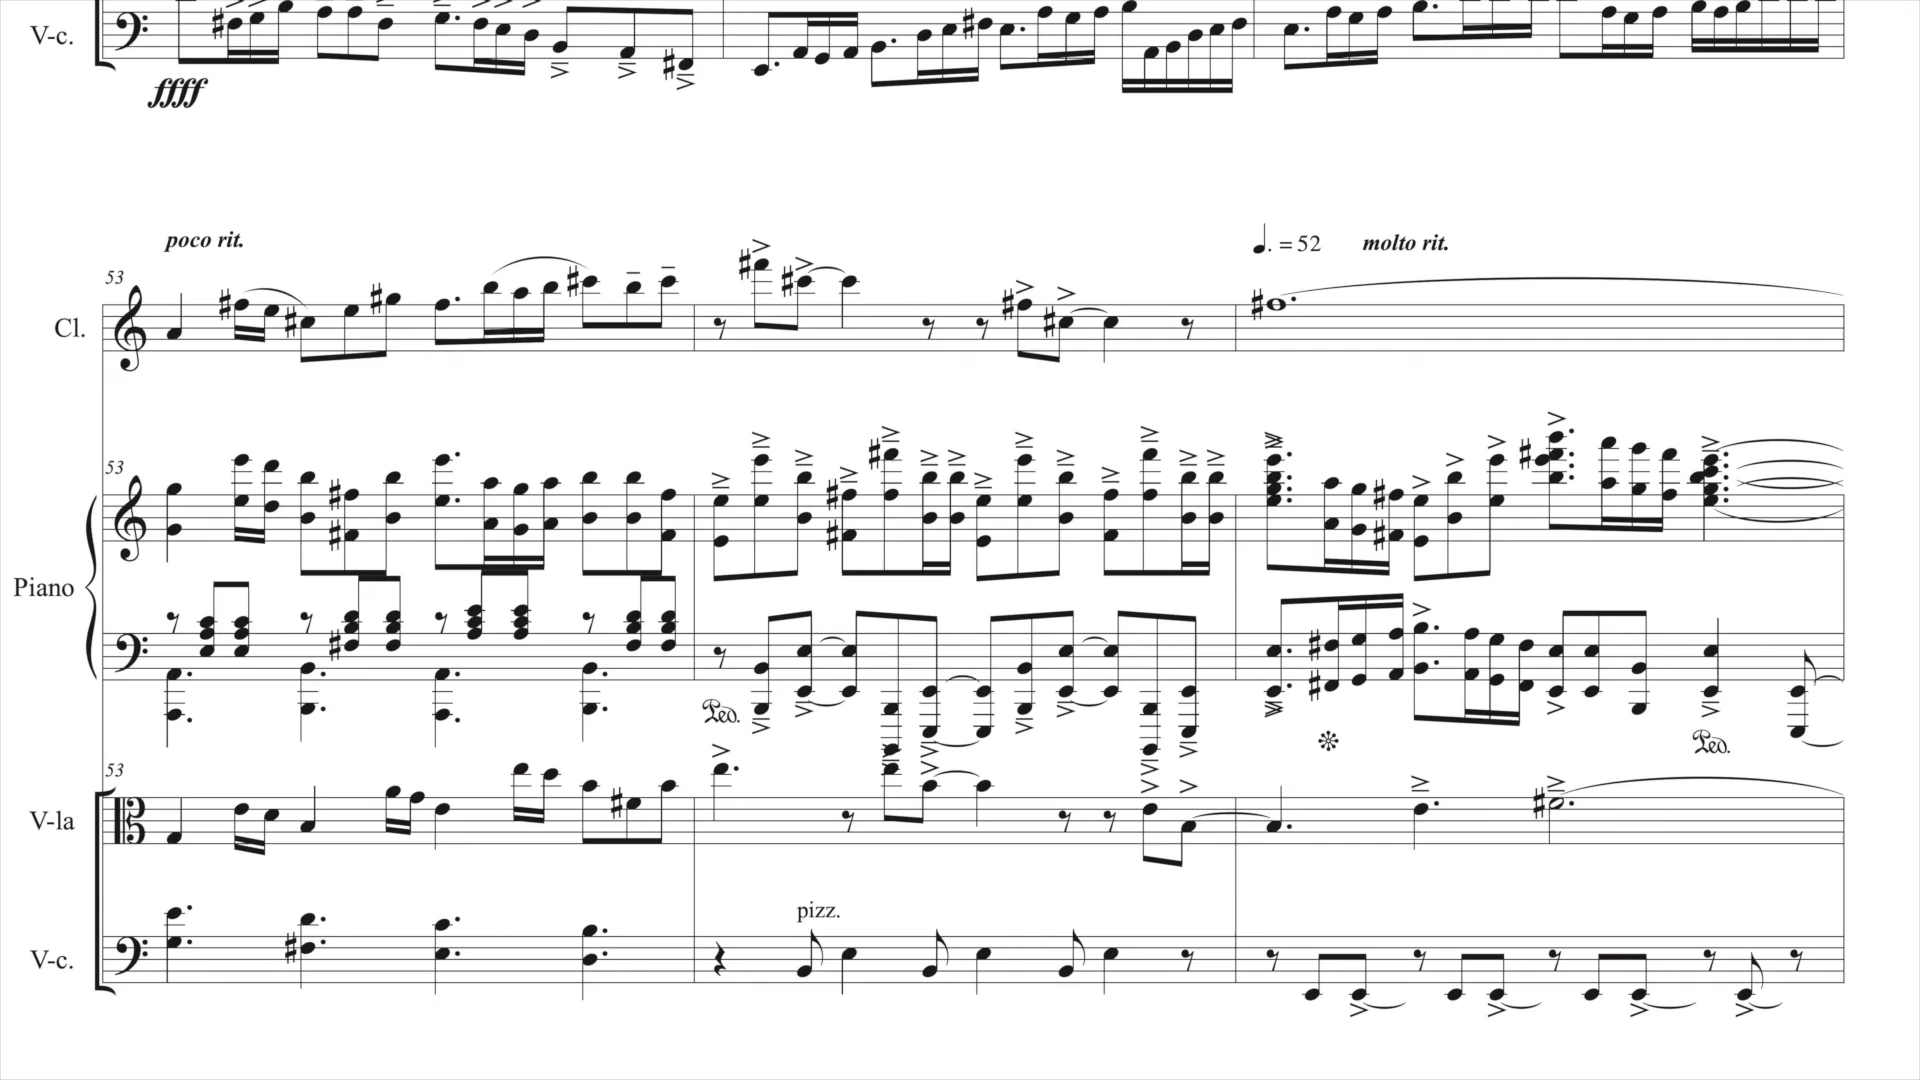 V-c.
ffff
poco rit.
♩. = 52 molto rit.
53
Cl.
53
Piano
Ped.
Ped.
53
V-la
pizz.
V-c.